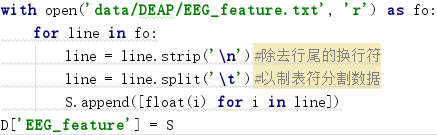 with open('data/DEAP/EEG_feature.txt', 'r') as fo:
    for line in fo:
        line = line.strip('\n')#除去行尾的换行符
        line = line.split('\t')#以制表符分割数据
        S.append([float(i) for i in line])
D['EEG_feature'] = S